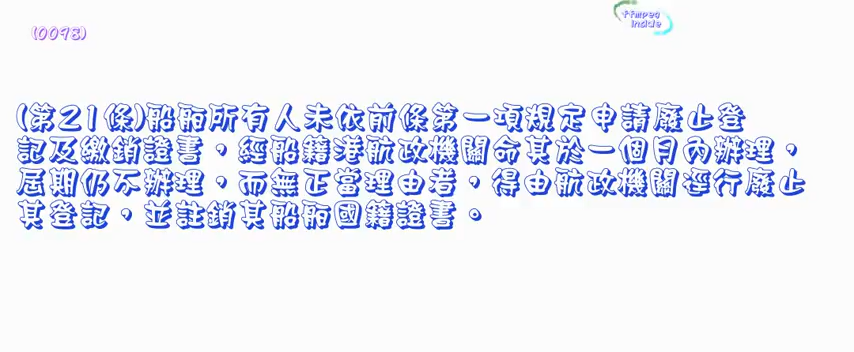 ffmpeg
inside
(0098)
(第21條)船舶所有人未依前條第一項規定申請廢止登
記及繳銷證書，經船籍港航政機關命其於一個月內辦理，
屆期仍不辦理，而無正當理由者，得由航政機關逕行廢止
其登記，並註銷其船舶國籍證書。